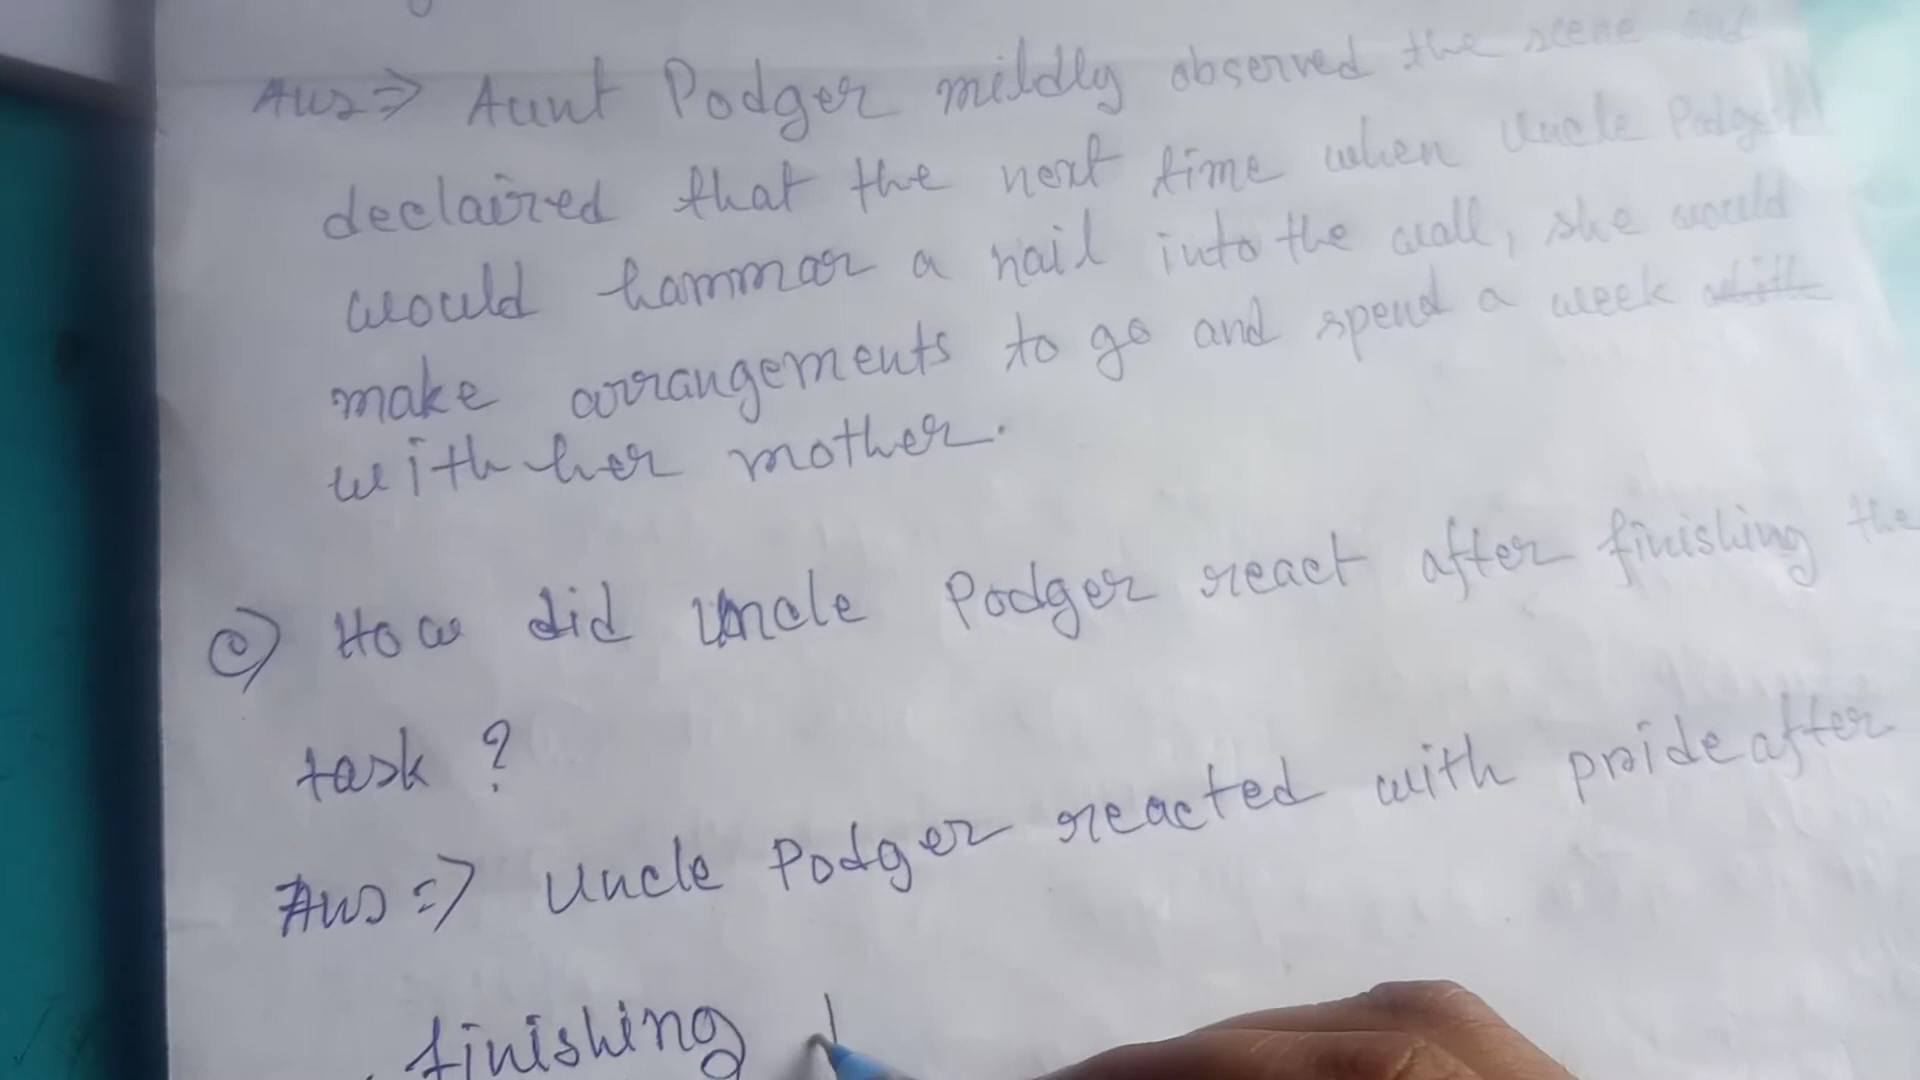 Ans => Aunt Podger mildly observed the scene and
declaired that the next time when Uncle Podger
would hammar a nail into the wall, she would
make arrangements to go and spend a week with
with her mother.
c) How did Uncle Podger react after finishing the
task ?
Ans => Uncle Podger reacted with pride after
finishing